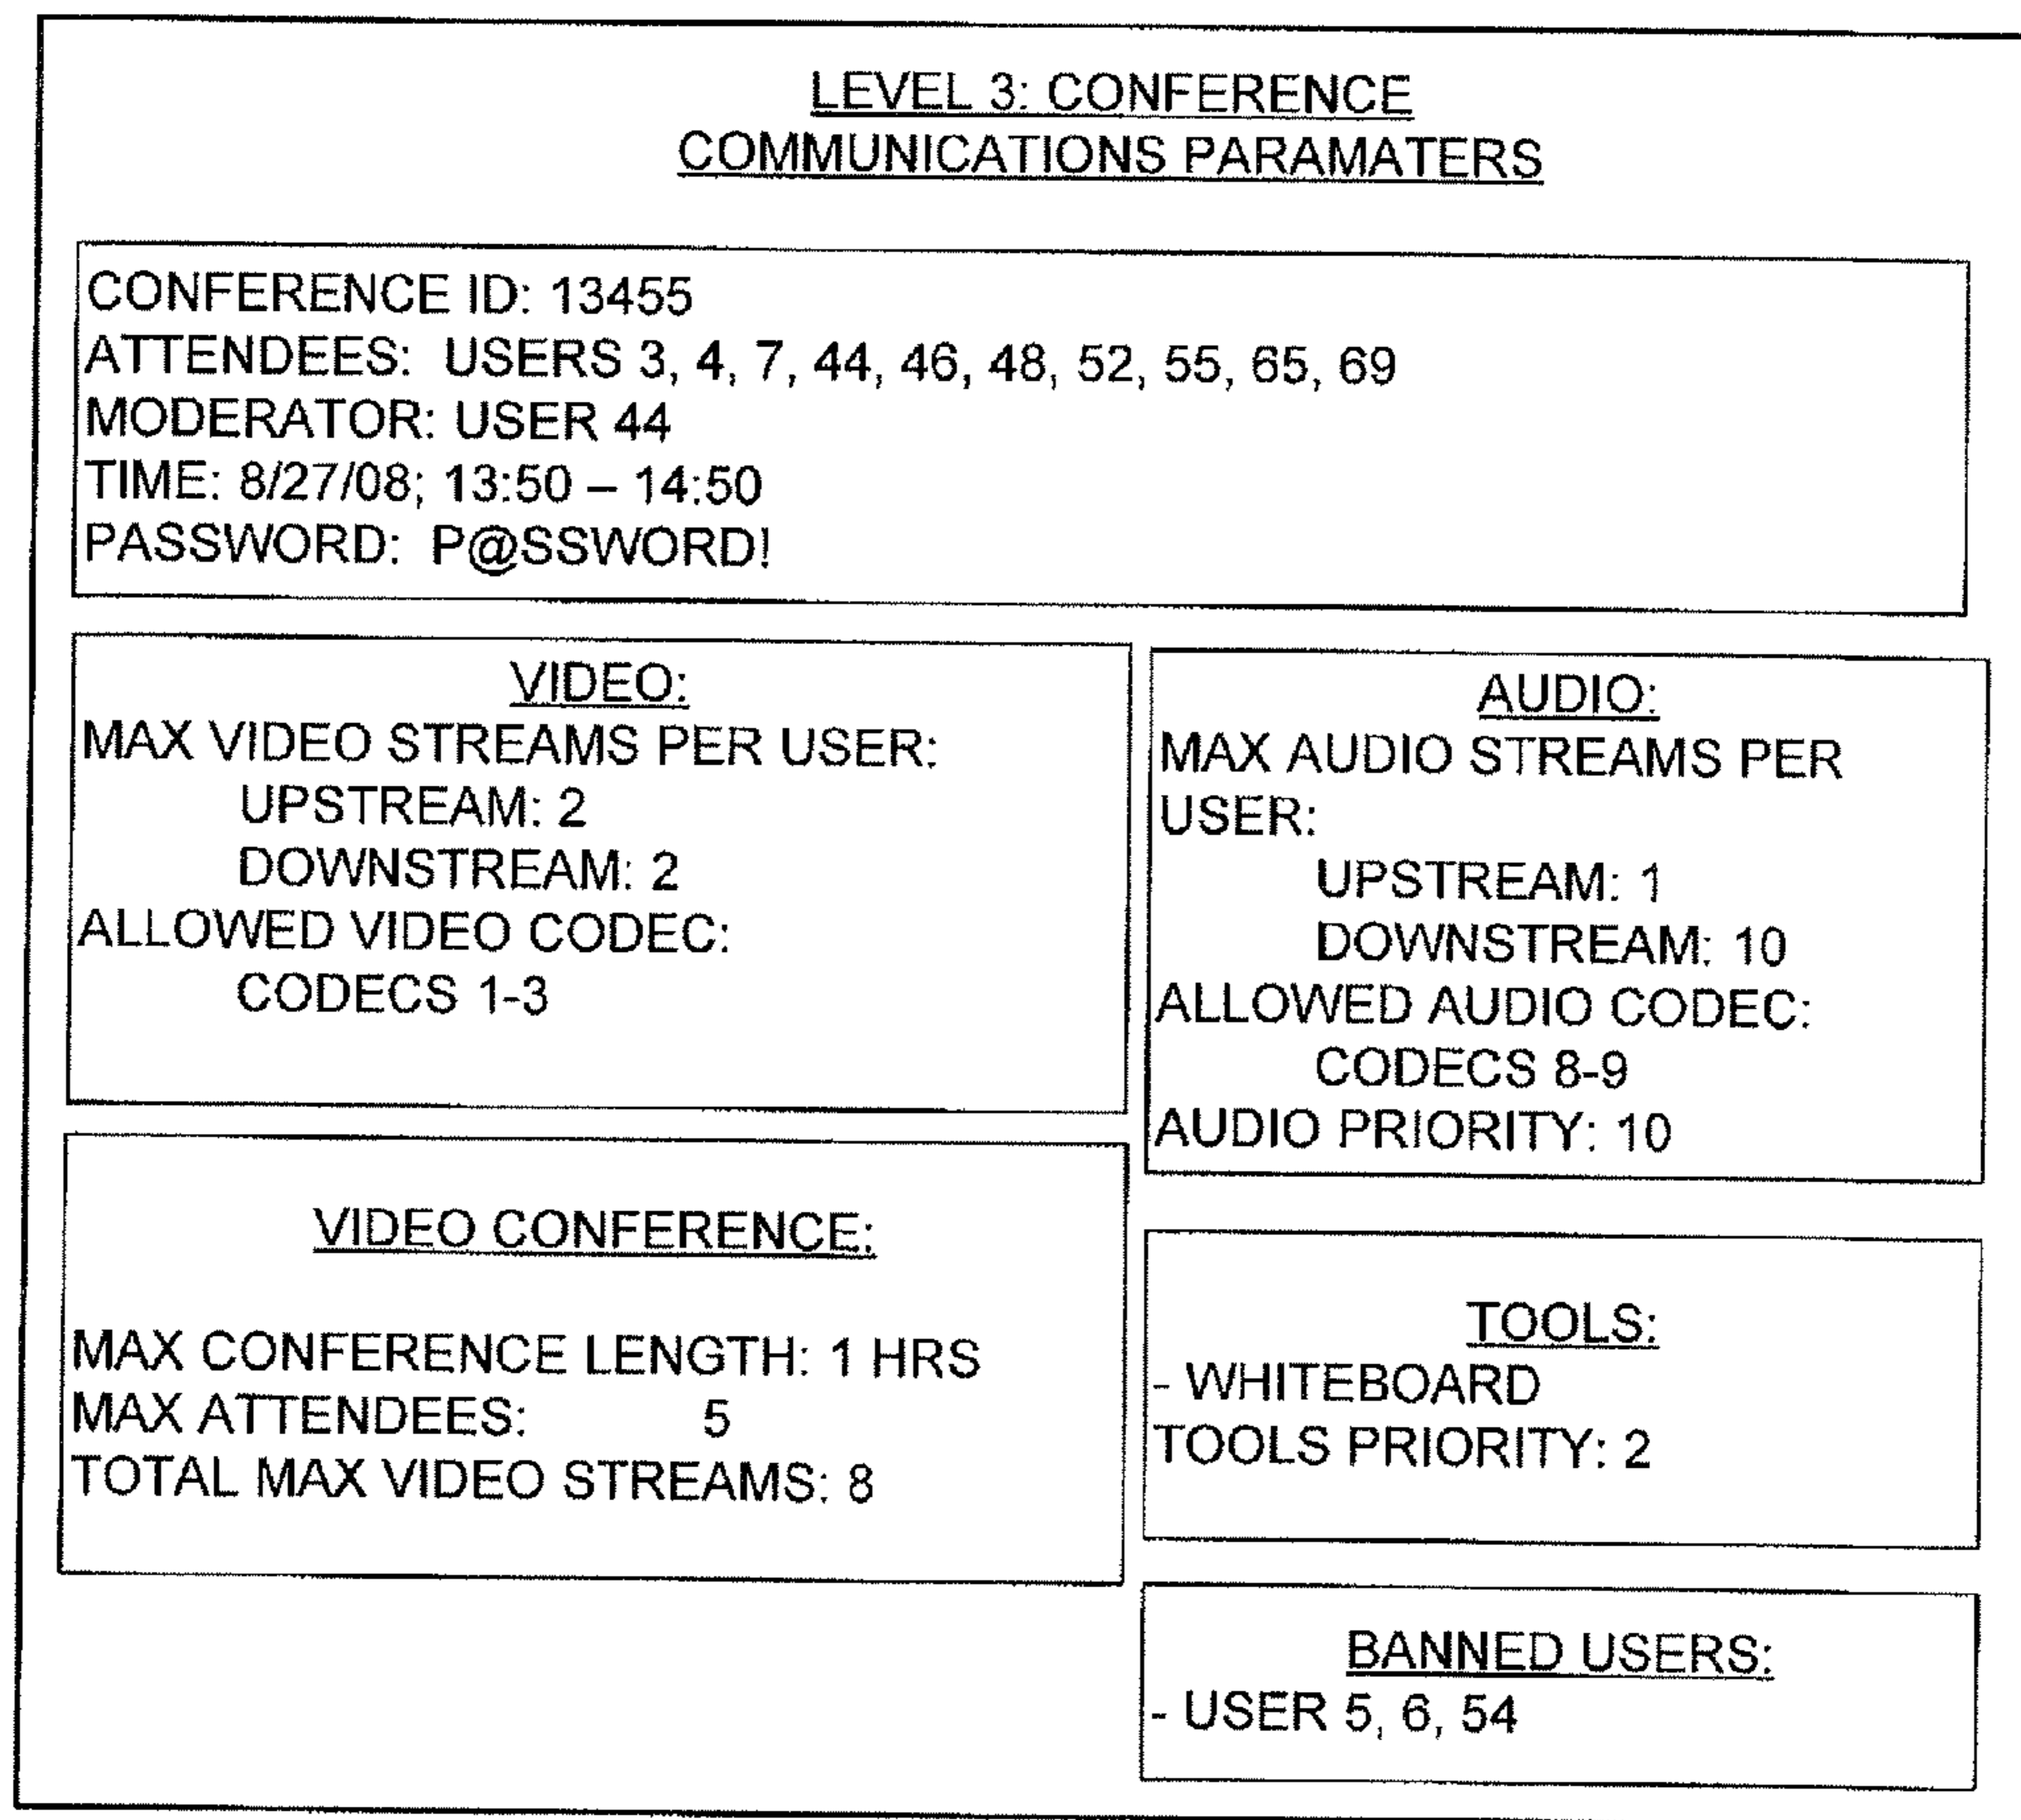 LEVEL 3: CONFERENCE
COMMUNICATIONS PARAMATERS
CONFERENCE ID: 13455
ATTENDEES: USERS 3, 4, 7, 44, 46, 48, 52, 55, 65, 69
MODERATOR: USER 44
TIME: 8/27/08; 13:50 – 14:50
PASSWORD: P@SSWORD!
VIDEO:
MAX VIDEO STREAMS PER USER:
UPSTREAM: 2
DOWNSTREAM: 2
ALLOWED VIDEO CODEC:
CODECS 1-3
AUDIO:
MAX AUDIO STREAMS PER
USER:
UPSTREAM: 1
DOWNSTREAM: 10
ALLOWED AUDIO CODEC:
CODECS 8-9
AUDIO PRIORITY: 10
VIDEO CONFERENCE:
MAX CONFERENCE LENGTH: 1 HRS
MAX ATTENDEES: 5
TOTAL MAX VIDEO STREAMS: 8
TOOLS:
- WHITEBOARD
TOOLS PRIORITY: 2
BANNED USERS:
- USER 5, 6, 54